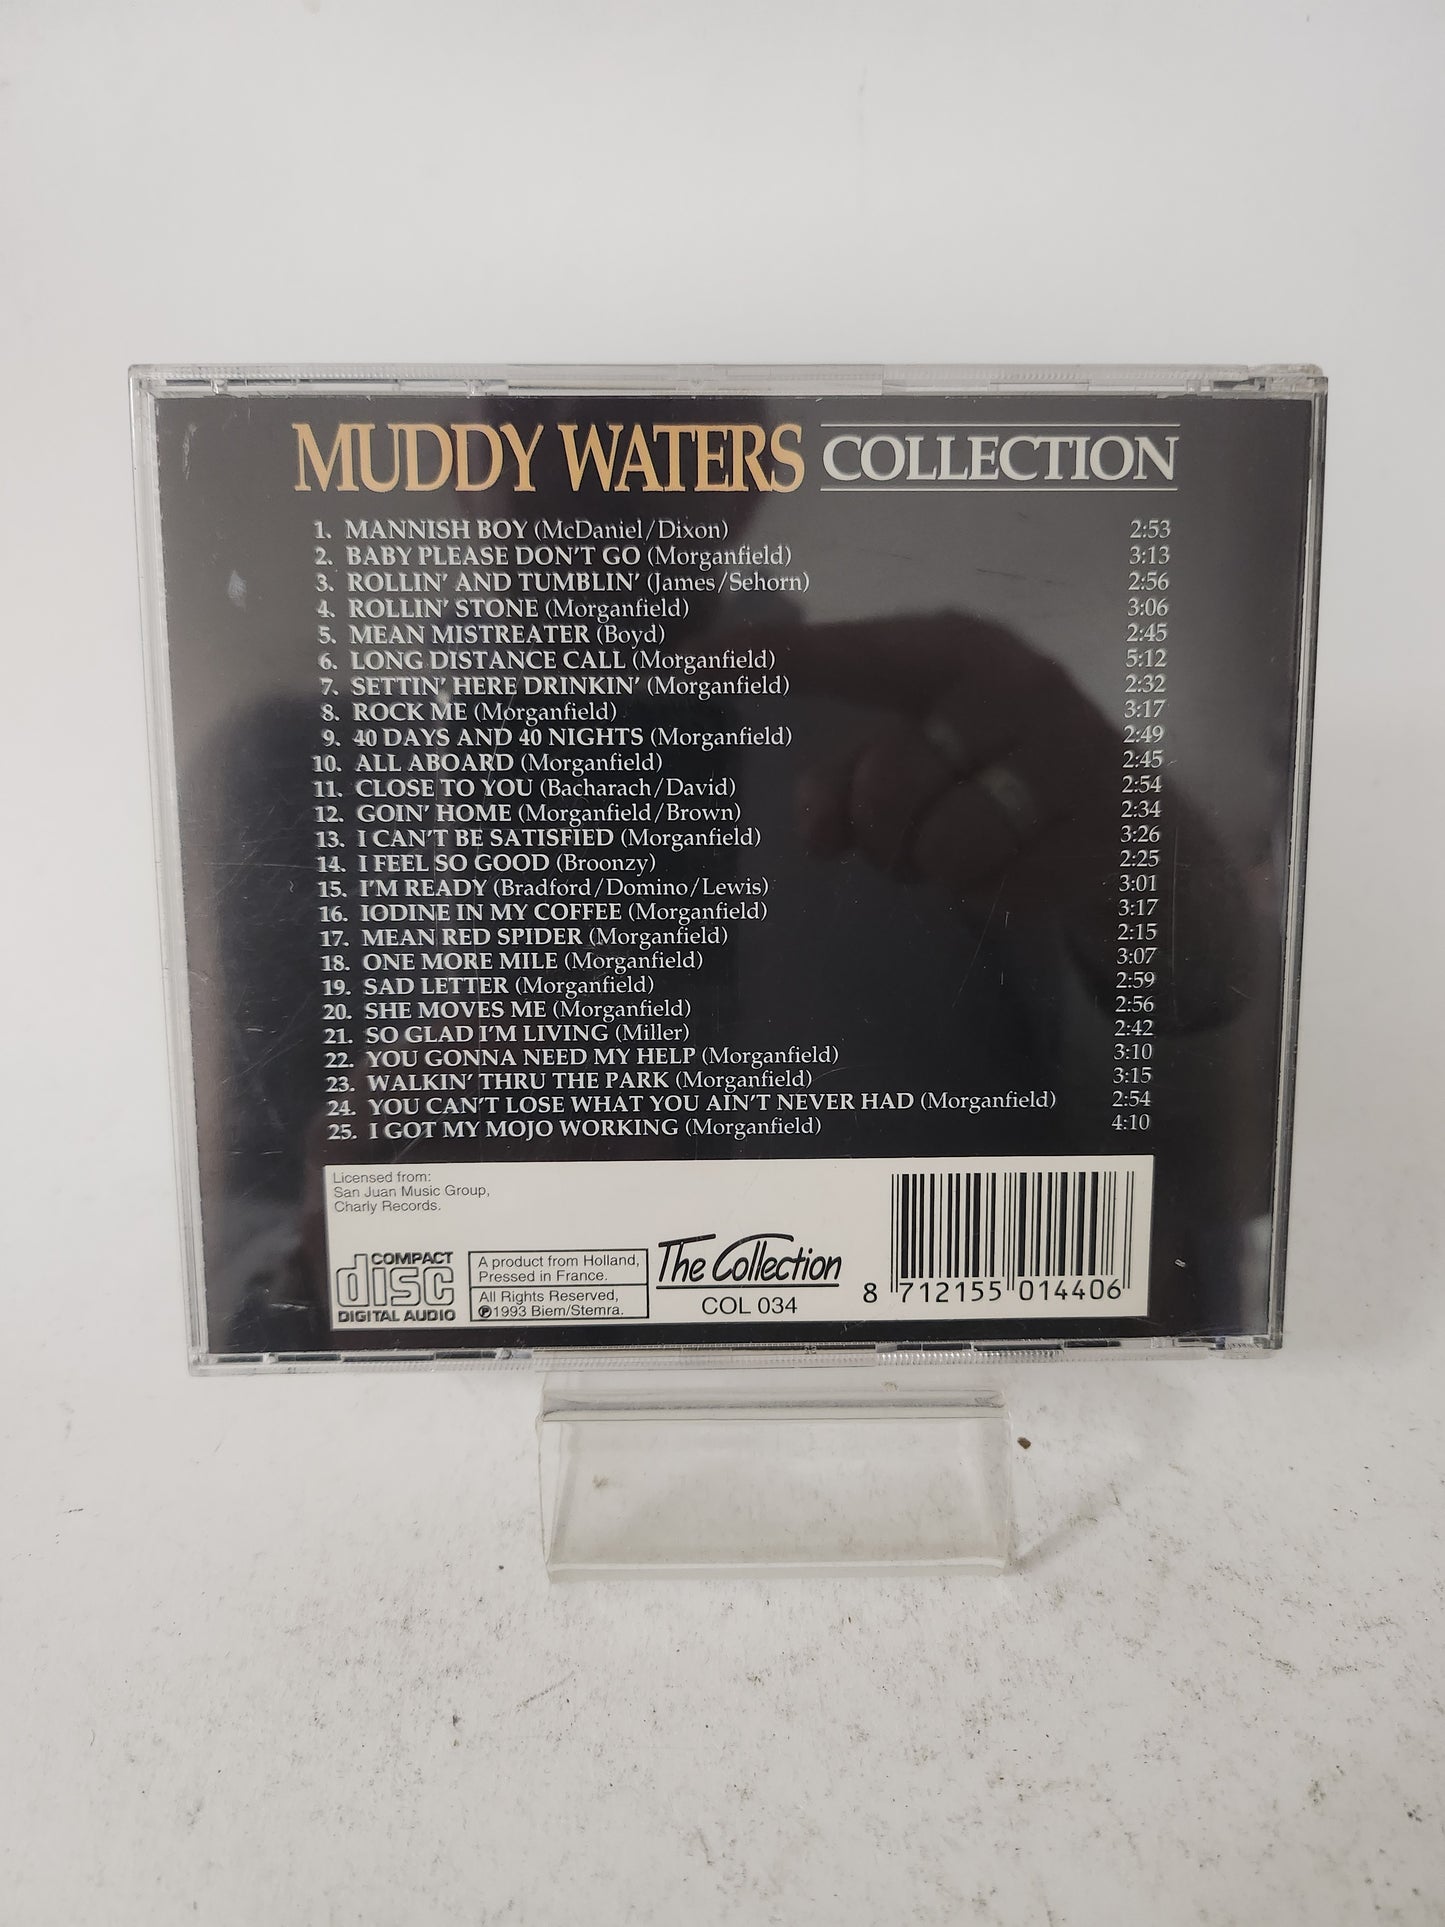 MUDDY WATERS COLLECTION
1. MANNISH BOY (McDaniel/Dixon) 2:53
2. BABY PLEASE DON'T GO (Morganfield) 3:13
3. ROLLIN' AND TUMBLIN' (James/Sehorn) 2:56
4. ROLLIN' STONE (Morganfield) 3:06
5. MEAN MISTREATER (Boyd) 2:45
6. LONG DISTANCE CALL (Morganfield) 5:12
7. SETTIN' HERE DRINKIN' (Morganfield) 2:32
8. ROCK ME (Morganfield) 3:17
9. 40 DAYS AND 40 NIGHTS (Morganfield) 2:49
10. ALL ABOARD (Morganfield) 2:45
11. CLOSE TO YOU (Bacharach/David) 2:54
12. GOIN' HOME (Morganfield/Brown) 2:34
13. I CAN'T BE SATISFIED (Morganfield) 3:26
14. I FEEL SO GOOD (Broonzy) 2:25
15. I'M READY (Bradford/Domino/Lewis) 3:01
16. IODINE IN MY COFFEE (Morganfield) 3:17
17. MEAN RED SPIDER (Morganfield) 2:15
18. ONE MORE MILE (Morganfield) 3:07
19. SAD LETTER (Morganfield) 2:59
20. SHE MOVES ME (Morganfield) 2:56
21. SO GLAD I'M LIVING (Miller) 2:42
22. YOU GONNA NEED MY HELP (Morganfield) 3:10
23. WALKIN' THRU THE PARK (Morganfield) 3:15
24. YOU CAN'T LOSE WHAT YOU AIN'T NEVER HAD (Morganfield) 2:54
25. I GOT MY MOJO WORKING (Morganfield) 4:10
Licensed from:
San Juan Music Group,
Charly Records.
COMPACT
disc
DIGITAL AUDIO
A product from Holland,
Pressed in France.
All Rights Reserved,
℗1993 Biem/Stemra.
The Collection
COL 034
8 712155 014406